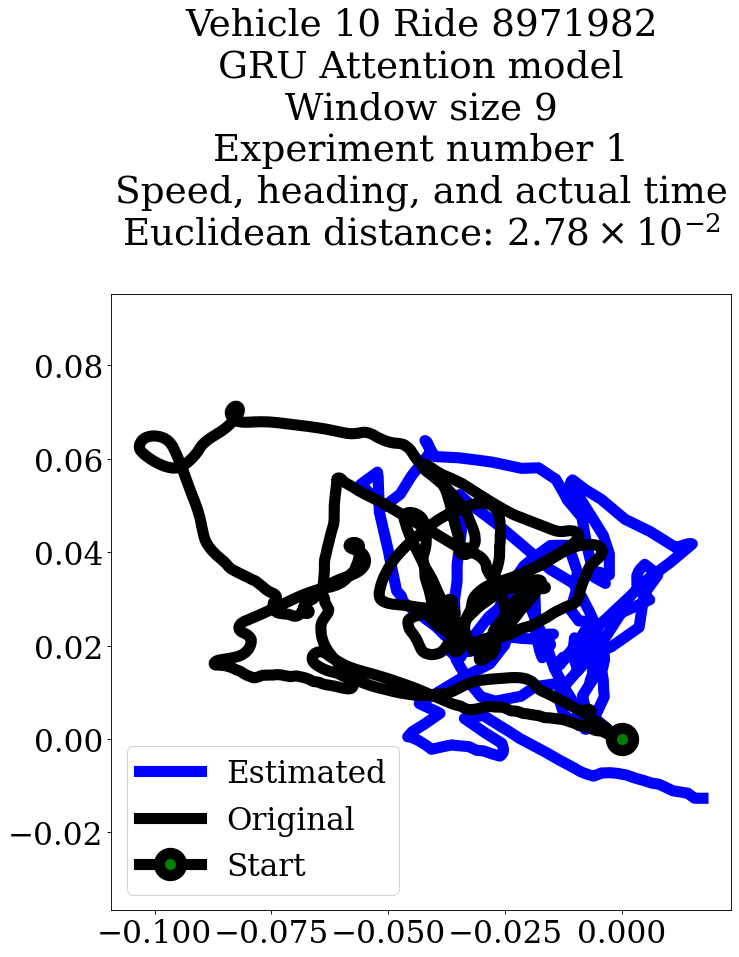 Vehicle 10 Ride 8971982
GRU Attention model
Window size 9
Experiment number 1
Speed, heading, and actual time
Euclidean distance: 2.78 × 10⁻²
0.08
0.06
0.04
0.02
0.00
−0.02
Estimated
Original
Start
−0.100 −0.075 −0.050 −0.025 0.000